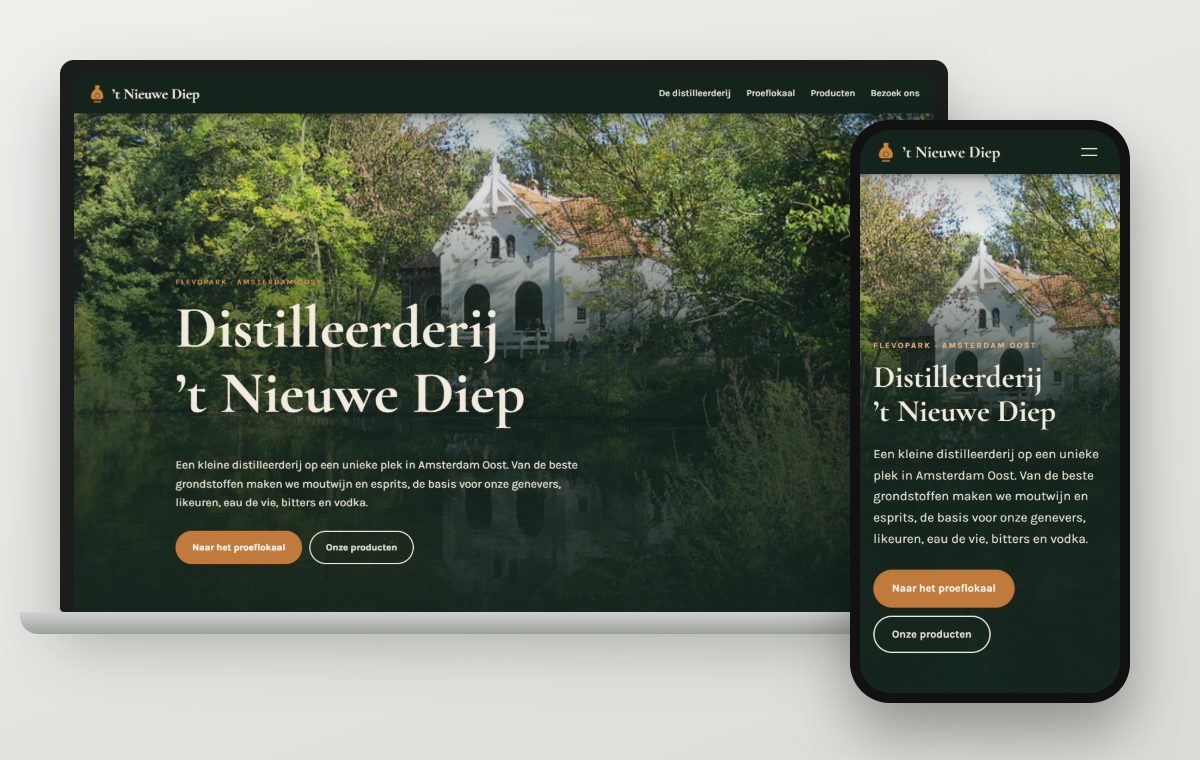 ’t Nieuwe Diep
De distilleerderij Proeflokaal Producten Bezoek ons
FLEVOPARK · AMSTERDAM OOST
Distilleerderij
’t Nieuwe Diep
Een kleine distilleerderij op een unieke plek in Amsterdam Oost. Van de beste
grondstoffen maken we moutwijn en esprits, de basis voor onze genevers,
likeuren, eau de vie, bitters en vodka.
Naar het proeflokaal Onze producten
’t Nieuwe Diep
FLEVOPARK · AMSTERDAM OOST
Distilleerderij
’t Nieuwe Diep
Een kleine distilleerderij op een unieke
plek in Amsterdam Oost. Van de beste
grondstoffen maken we moutwijn en
esprits, de basis voor onze genevers,
likeuren, eau de vie, bitters en vodka.
Naar het proeflokaal
Onze producten